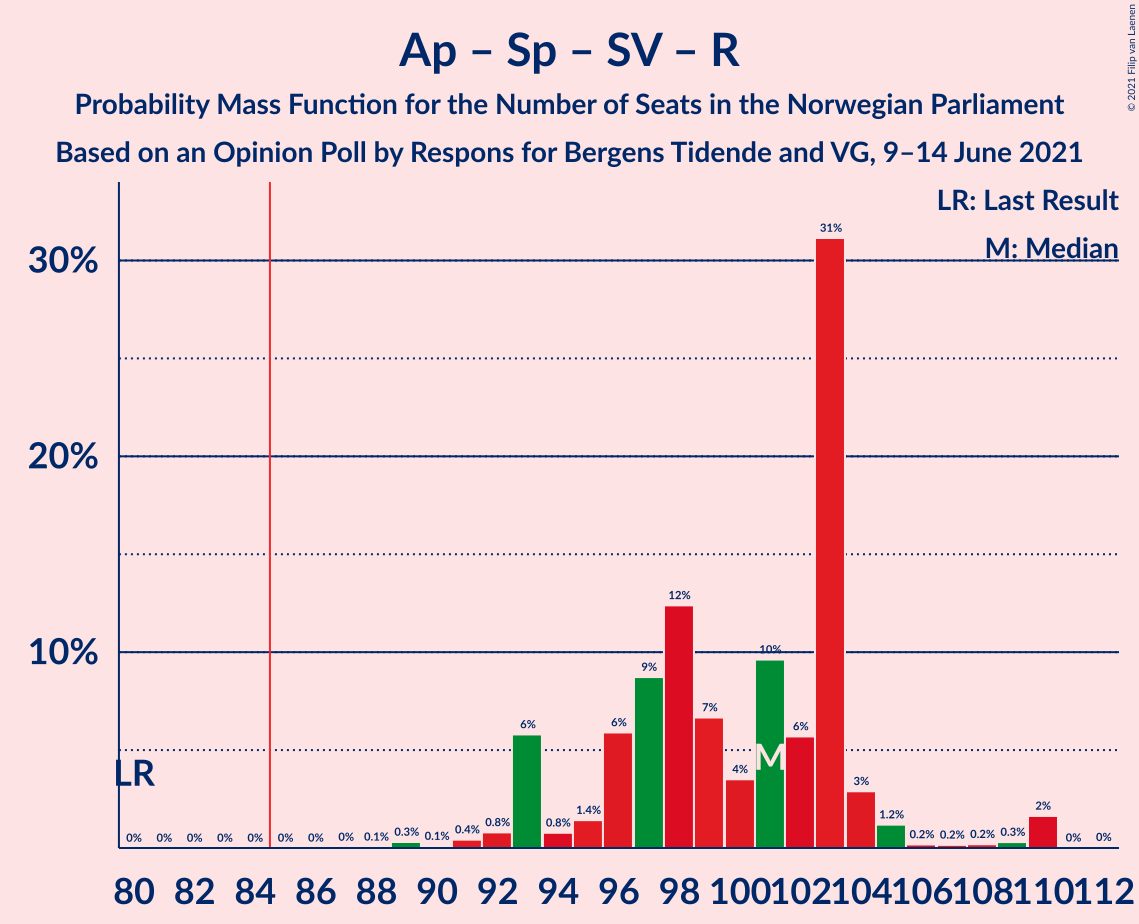 Ap – Sp – SV – R
Probability Mass Function for the Number of Seats in the Norwegian Parliament
Based on an Opinion Poll by Respons for Bergens Tidende and VG, 9–14 June 2021
© 2021 Filip van Laenen
LR: Last Result
M: Median
30%
20%
10%
0% 0% 0% 0% 0% 0% 0% 0% 0.1% 0.3% 0.1% 0.4% 0.8% 6% 0.8% 1.4% 6% 9% 12% 7% 4% 10% 6% 31% 3% 1.2% 0.2% 0.2% 0.2% 0.3% 2% 0% 0%
LR
M
80 82 84 86 88 90 92 94 96 98 100 102 104 106 108 110 112